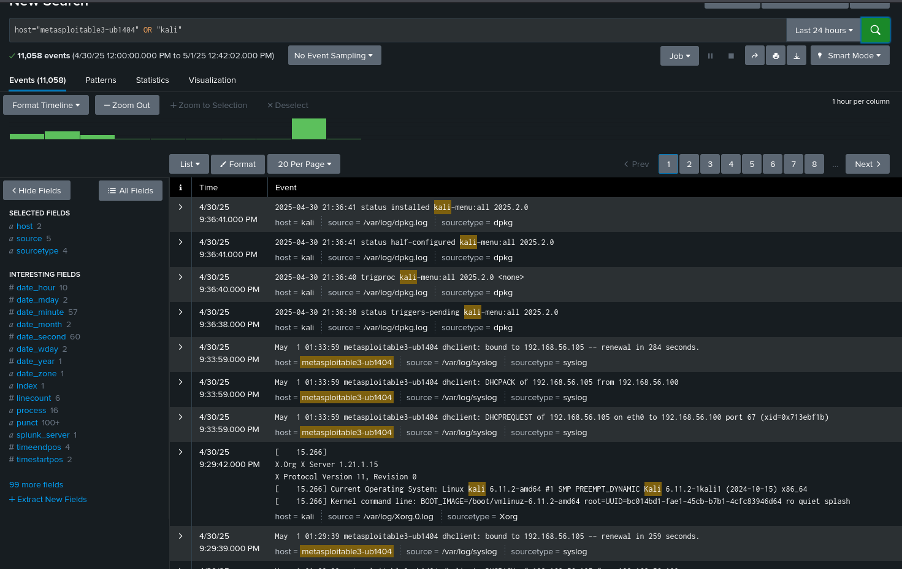 New Search
host="metasploitable3-ub1404" OR "kali"
Last 24 hours
11,058 events (4/30/25 12:00:00.000 PM to 5/1/25 12:42:02.000 PM)
No Event Sampling
Job
Smart Mode
Events (11,058)
Patterns
Statistics
Visualization
Format Timeline
— Zoom Out
+ Zoom to Selection
× Deselect
1 hour per column
List
Format
20 Per Page
< Prev
1 2 3 4 5 6 7 8 ... Next >
< Hide Fields
All Fields
SELECTED FIELDS
a host 2
a source 5
a sourcetype 4
INTERESTING FIELDS
# date_hour 10
# date_mday 2
# date_minute 57
a date_month 2
# date_second 60
a date_wday 2
# date_year 1
a date_zone 1
a index 1
# linecount 6
a process 16
a punct 100+
a splunk_server 1
# timeendpos 4
# timestartpos 2
99 more fields
+ Extract New Fields
i Time Event
4/30/25
9:36:41.000 PM
2025-04-30 21:36:41 status installed kali-menu:all 2025.2.0
host = kali source = /var/log/dpkg.log sourcetype = dpkg
4/30/25
9:36:41.000 PM
2025-04-30 21:36:41 status half-configured kali-menu:all 2025.2.0
host = kali source = /var/log/dpkg.log sourcetype = dpkg
4/30/25
9:36:40.000 PM
2025-04-30 21:36:40 trigproc kali-menu:all 2025.2.0 <none>
host = kali source = /var/log/dpkg.log sourcetype = dpkg
4/30/25
9:36:38.000 PM
2025-04-30 21:36:38 status triggers-pending kali-menu:all 2025.2.0
host = kali source = /var/log/dpkg.log sourcetype = dpkg
4/30/25
9:33:59.000 PM
May  1 01:33:59 metasploitable3-ub1404 dhclient: bound to 192.168.56.105 -- renewal in 284 seconds.
host = metasploitable3-ub1404 source = /var/log/syslog sourcetype = syslog
4/30/25
9:33:59.000 PM
May  1 01:33:59 metasploitable3-ub1404 dhclient: DHCPACK of 192.168.56.105 from 192.168.56.100
host = metasploitable3-ub1404 source = /var/log/syslog sourcetype = syslog
4/30/25
9:33:59.000 PM
May  1 01:33:59 metasploitable3-ub1404 dhclient: DHCPREQUEST of 192.168.56.105 on eth0 to 192.168.56.100 port 67 (xid=0x713ebf1b)
host = metasploitable3-ub1404 source = /var/log/syslog sourcetype = syslog
4/30/25
9:29:42.000 PM
[    15.266]
X.Org X Server 1.21.1.15
X Protocol Version 11, Revision 0
[    15.266] Current Operating System: Linux kali 6.11.2-amd64 #1 SMP PREEMPT_DYNAMIC Kali 6.11.2-1kali1 (2024-10-15) x86_64
[    15.266] Kernel command line: BOOT_IMAGE=/boot/vmlinuz-6.11.2-amd64 root=UUID=bc014bd1-fae1-45cb-b7b1-4cfc83946d64 ro quiet splash
host = kali source = /var/log/Xorg.0.log sourcetype = Xorg
4/30/25
9:29:39.000 PM
May  1 01:29:39 metasploitable3-ub1404 dhclient: bound to 192.168.56.105 -- renewal in 259 seconds.
host = metasploitable3-ub1404 source = /var/log/syslog sourcetype = syslog